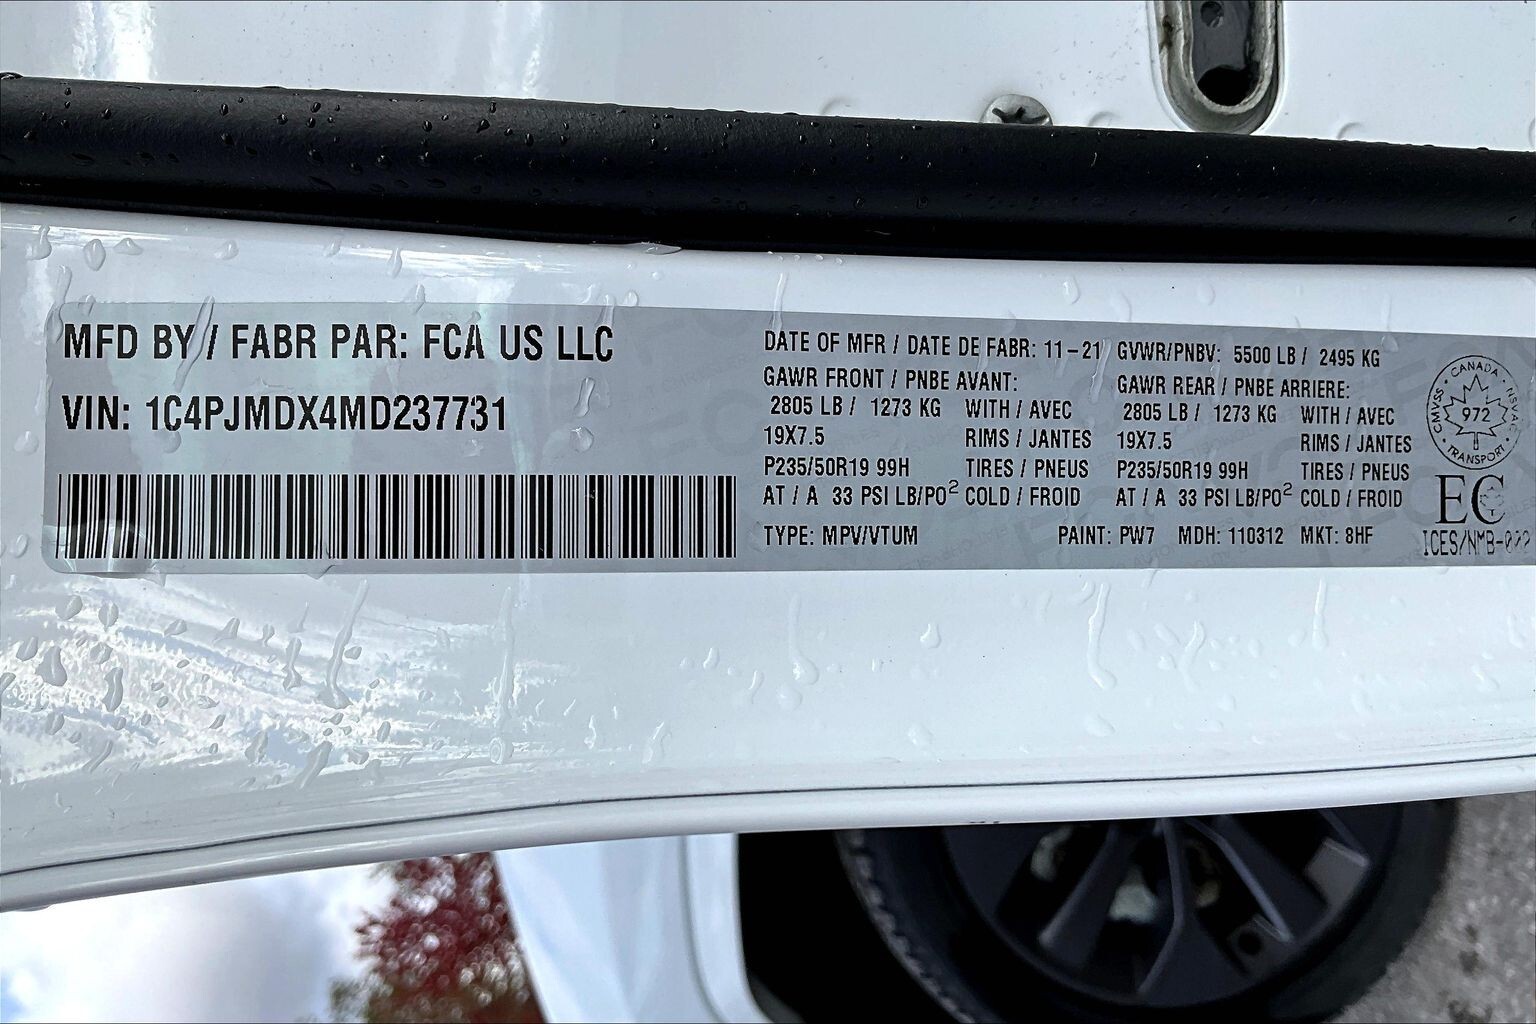 MFD BY / FABR PAR: FCA US LLC
VIN: 1C4PJMDX4MD237731
DATE OF MFR / DATE DE FABR: 11-21 GVWR/PNBV: 5500 LB / 2495 KG
GAWR FRONT / PNBE AVANT: GAWR REAR / PNBE ARRIERE:
2805 LB / 1273 KG WITH / AVEC 2805 LB / 1273 KG WITH / AVEC
19X7.5 RIMS / JANTES 19X7.5 RIMS / JANTES
P235/50R19 99H TIRES / PNEUS P235/50R19 99H TIRES / PNEUS
AT / A 33 PSI LB/PO² COLD / FROID AT / A 33 PSI LB/PO² COLD / FROID
TYPE: MPV/VTUM PAINT: PW7 MDH: 110312 MKT: 8HF
CANADA
CMVSS 972 NSVAC
TRANSPORT
EC